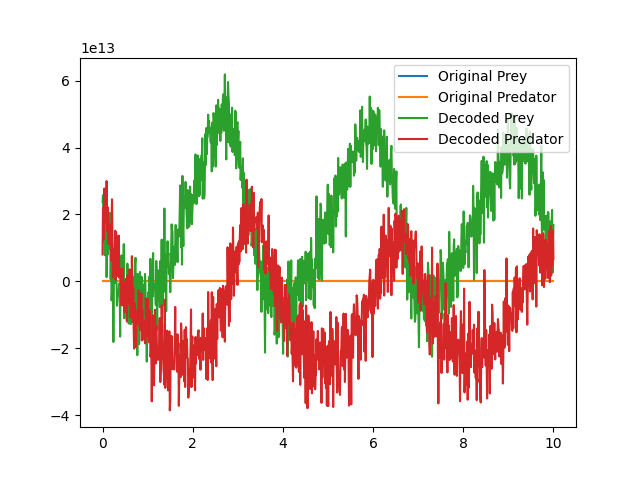 1e13
Original Prey
Original Predator
Decoded Prey
Decoded Predator
6
4
2
0
−2
−4
0 2 4 6 8 10